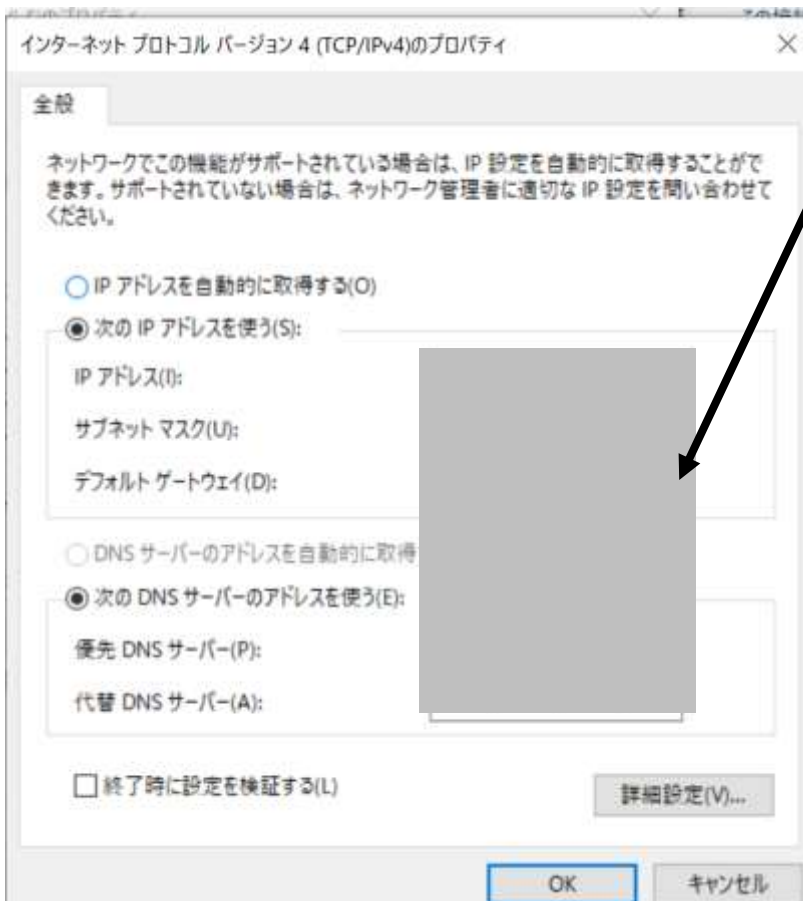 インターネット プロトコル バージョン 4 (TCP/IPv4)のプロパティ
全般
ネットワークでこの機能がサポートされている場合は、IP 設定を自動的に取得することがで
きます。サポートされていない場合は、ネットワーク管理者に適切な IP 設定を問い合わせて
ください。
IP アドレスを自動的に取得する(O)
次の IP アドレスを使う(S):
IP アドレス(I):
サブネット マスク(U):
デフォルト ゲートウェイ(D):
DNS サーバーのアドレスを自動的に取得
次の DNS サーバーのアドレスを使う(E):
優先 DNS サーバー(P):
代替 DNS サーバー(A):
終了時に設定を検証する(L)
詳細設定(V)...
OK
キャンセル